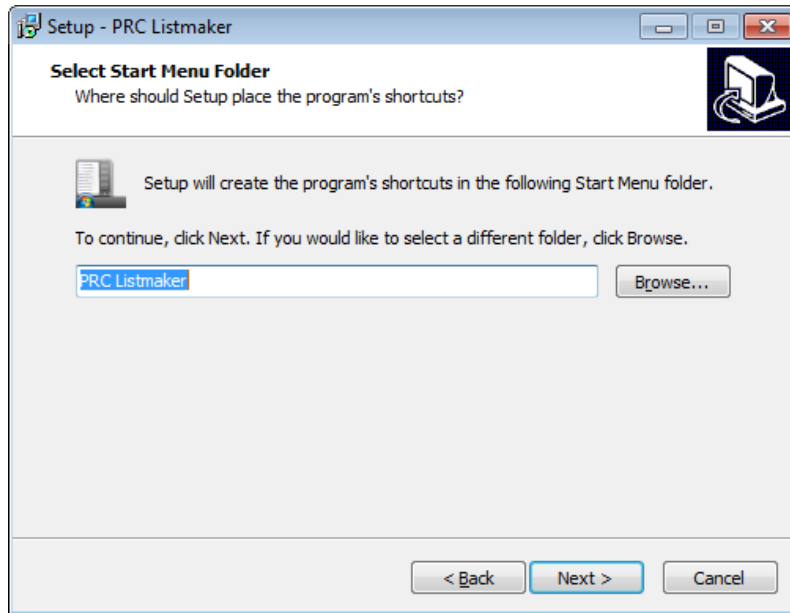 Setup - PRC Listmaker
Select Start Menu Folder
Where should Setup place the program's shortcuts?
Setup will create the program's shortcuts in the following Start Menu folder.
To continue, click Next. If you would like to select a different folder, click Browse.
PRC Listmaker
Browse...
< Back
Next >
Cancel